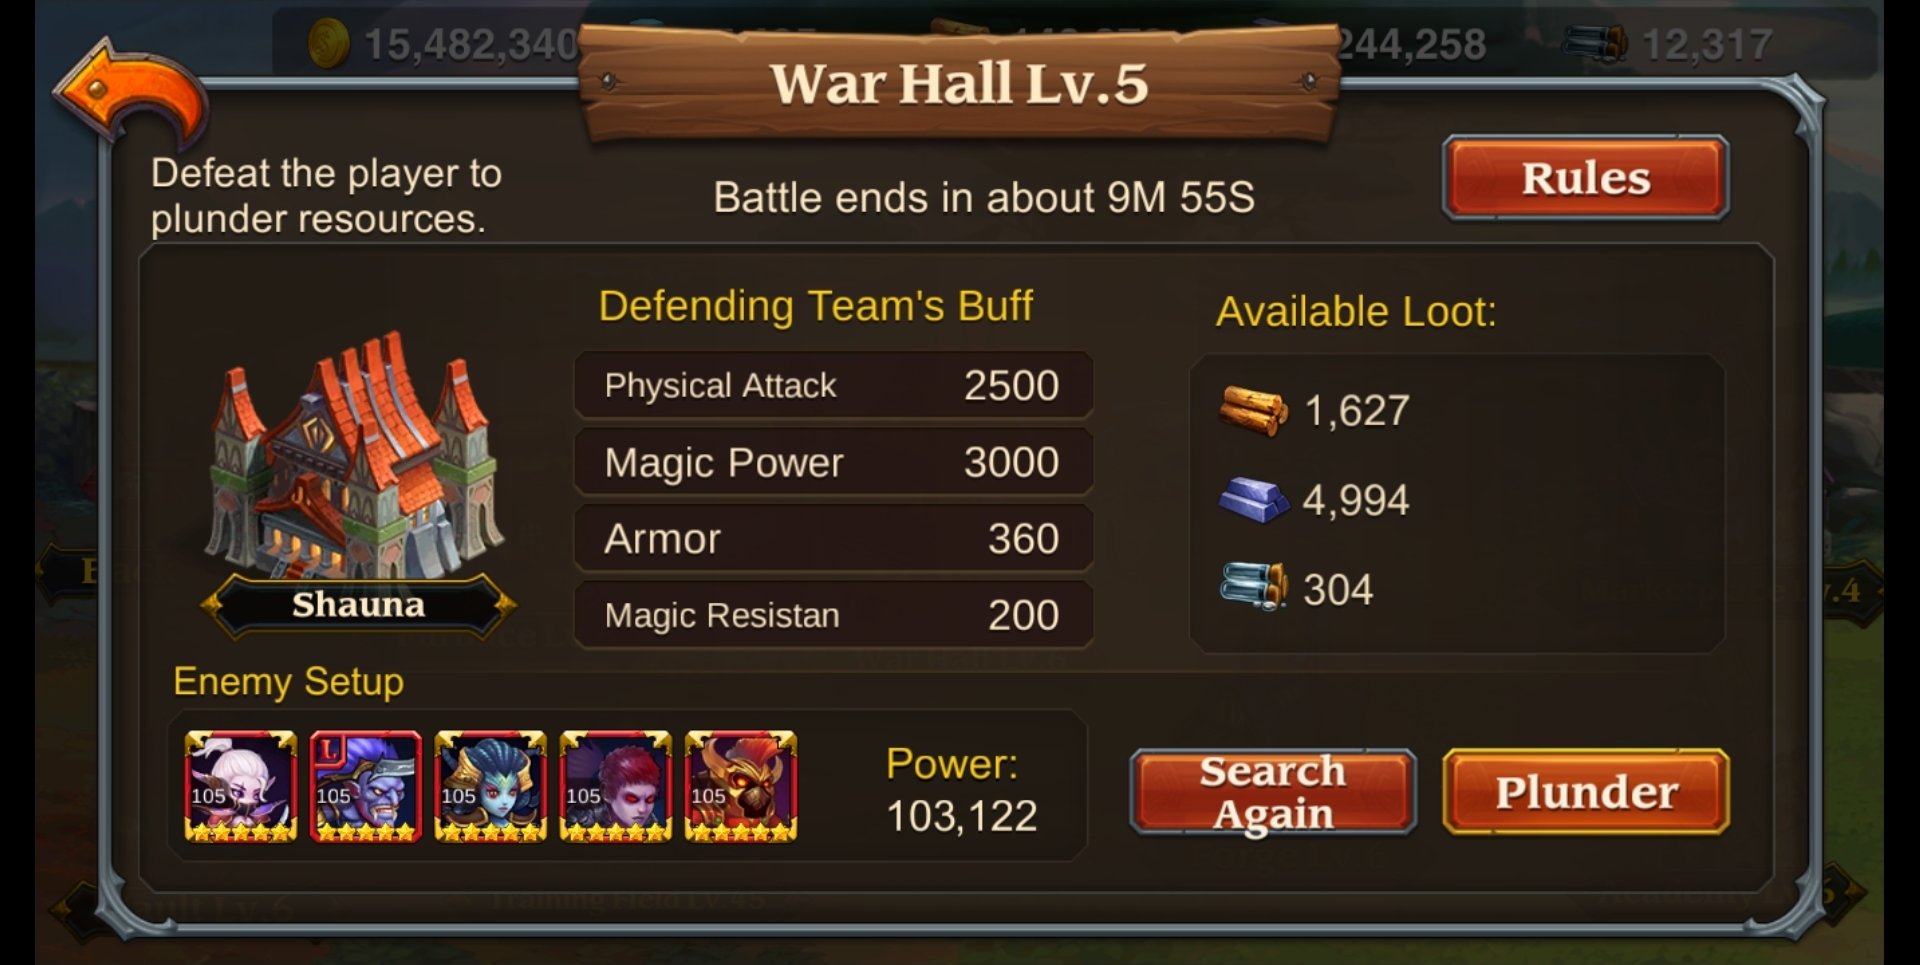 15,482,340
244,258
12,317
War Hall Lv.5
Defeat the player to
plunder resources.
Battle ends in about 9M 55S
Rules
Defending Team's Buff
Physical Attack 2500
Magic Power 3000
Armor 360
Magic Resistan 200
Available Loot:
1,627
4,994
304
Shauna
Enemy Setup
L
105 105 105 105 105
Power:
103,122
Search
Again
Plunder